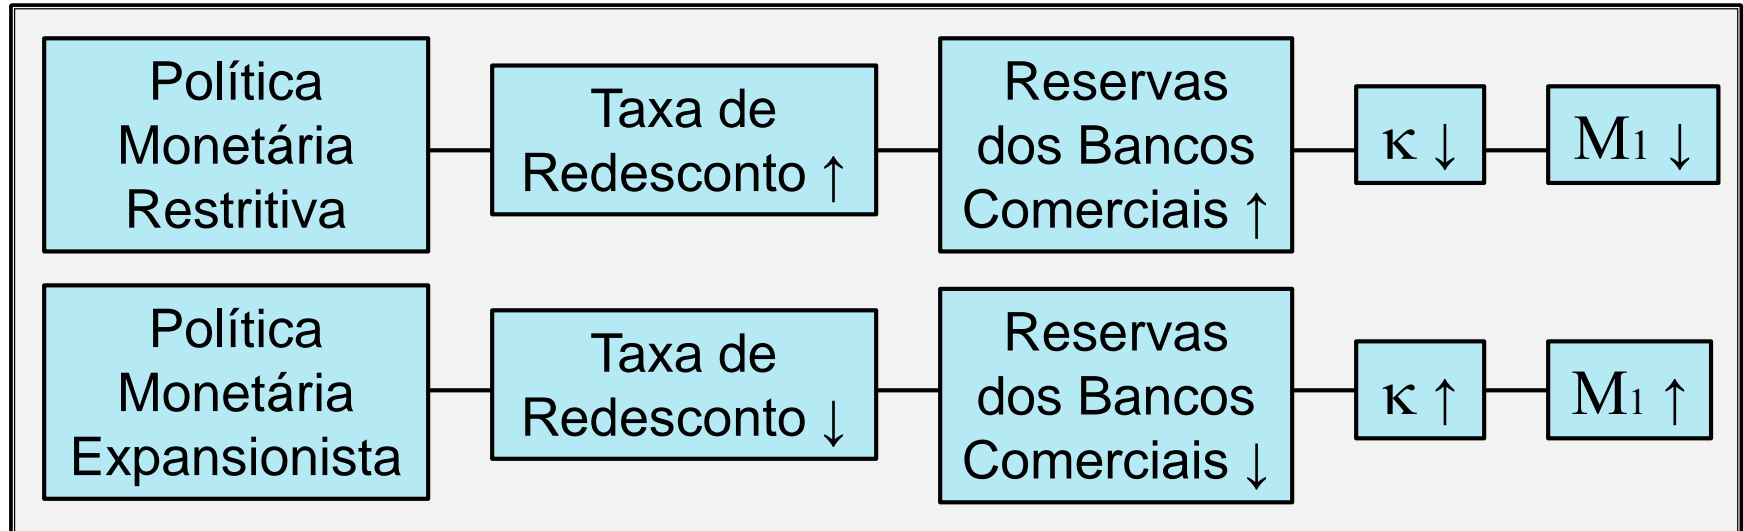 Política
Monetária
Restritiva
Taxa de
Redesconto ↑
Reservas
dos Bancos
Comerciais ↑
κ ↓
M1 ↓
Política
Monetária
Expansionista
Taxa de
Redesconto ↓
Reservas
dos Bancos
Comerciais ↓
κ ↑
M1 ↑